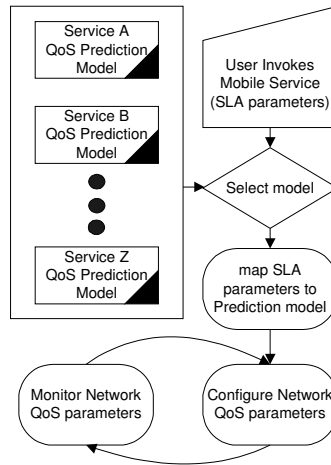 Service A
QoS Prediction
Model
Service B
QoS Prediction
Model
Service Z
QoS Prediction
Model
User Invokes
Mobile Service
(SLA parameters)
Select model
map SLA
parameters to
Prediction model
Monitor Network
QoS parameters
Configure Network
QoS parameters